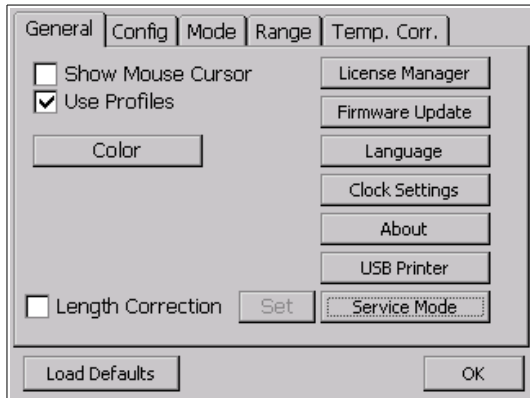 General Config Mode Range Temp. Corr.
Show Mouse Cursor License Manager
Use Profiles Firmware Update
Color Language
Clock Settings
About
USB Printer
Length Correction Set Service Mode
Load Defaults OK